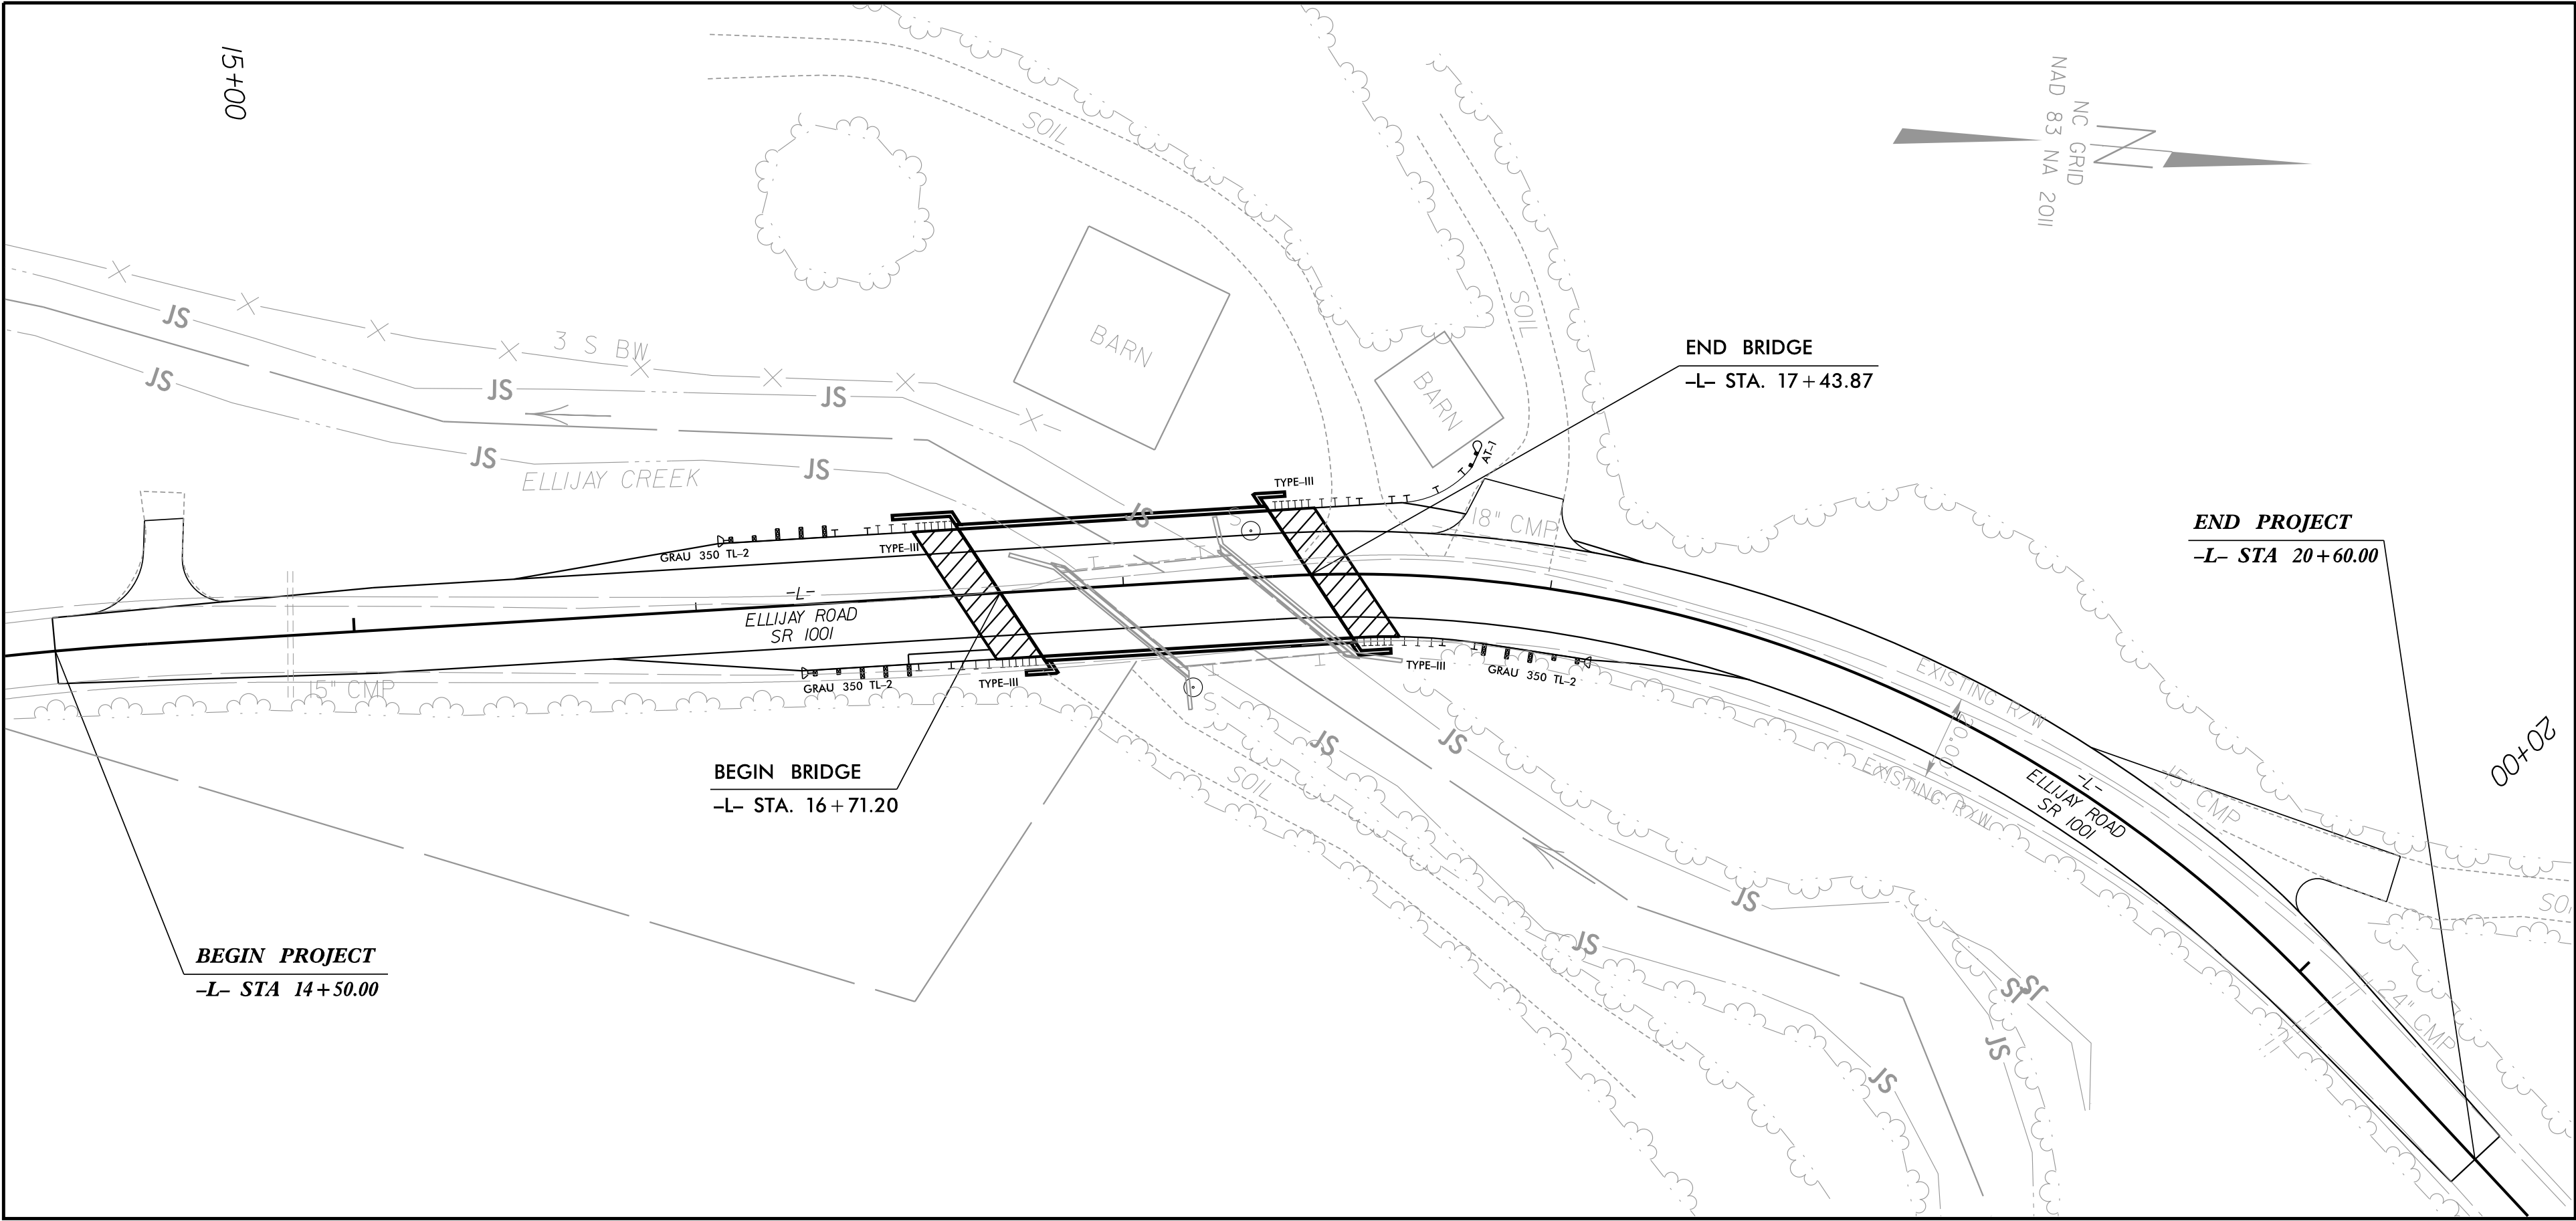 15+00
NC GRID
NAD 83 NA 2011
SOIL
SOIL
JS
JS
3 S BW
JS
JS
BARN
BARN
END BRIDGE
-L- STA. 17+43.87
JS
JS
ELLIJAY CREEK
AT-1
TYPE-III
JS
S
18" CMP
END PROJECT
-L- STA 20+60.00
GRAU 350 TL-2
TYPE-III
-L-
ELLIJAY ROAD
SR 1001
15" CMP
GRAU 350 TL-2
TYPE-III
S
TYPE-III
GRAU 350 TL-2
EXISTING R/W
EXISTING R/W
JS
JS
BEGIN BRIDGE
-L- STA. 16+71.20
SOIL
-L-
ELLIJAY ROAD
SR 1001
15" CMP
20+00
JS
JS
BEGIN PROJECT
-L- STA 14+50.00
JS
JS
24" CMP
JS
JS